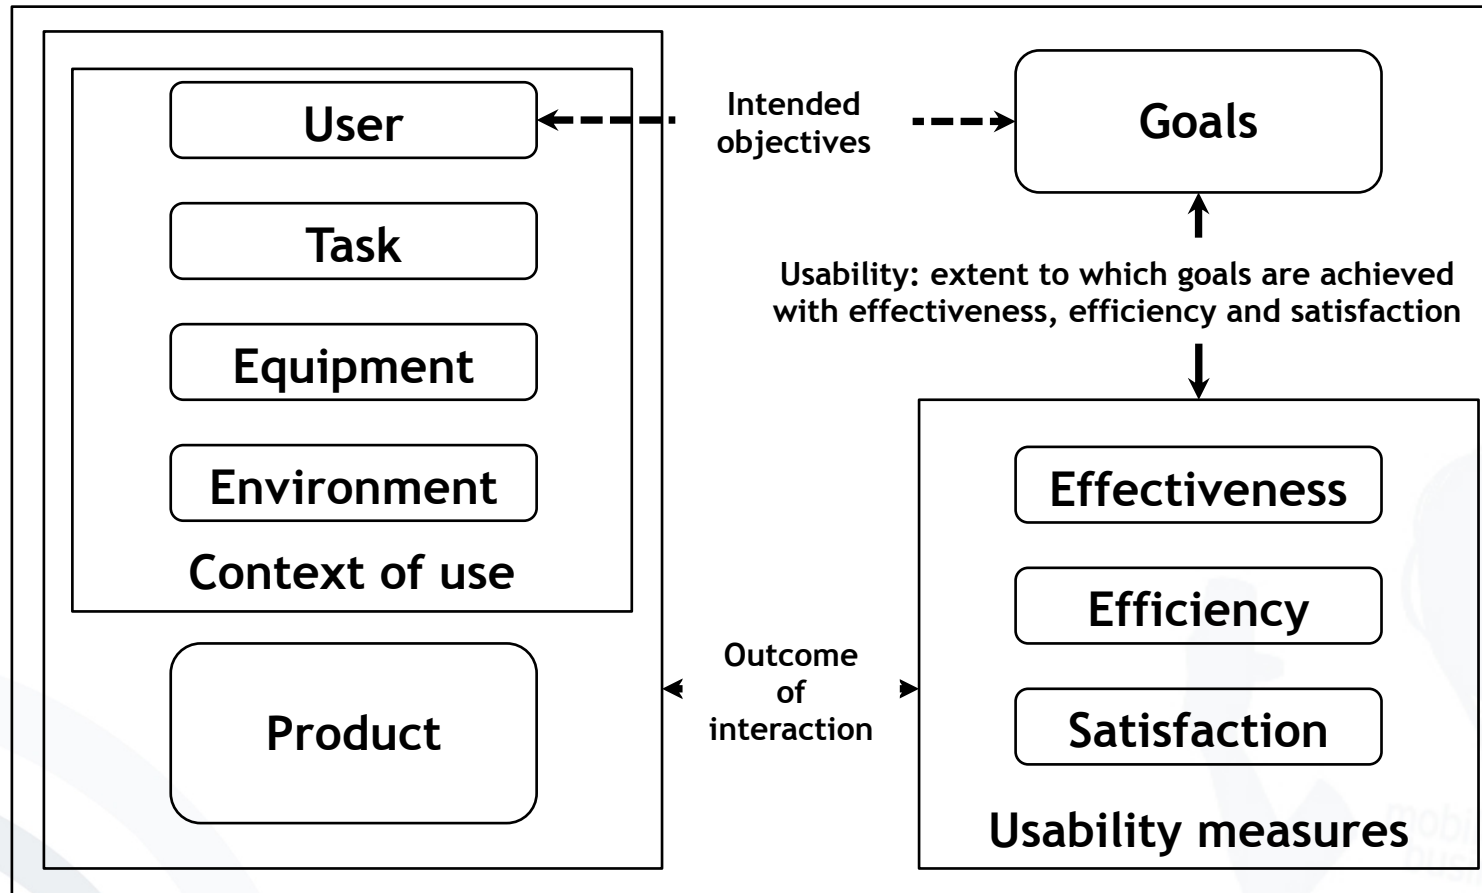 User
Task
Equipment
Environment
Context of use
Product
Intended
objectives
Goals
Usability: extent to which goals are achieved
with effectiveness, efficiency and satisfaction
Outcome
of
interaction
Effectiveness
Efficiency
Satisfaction
Usability measures